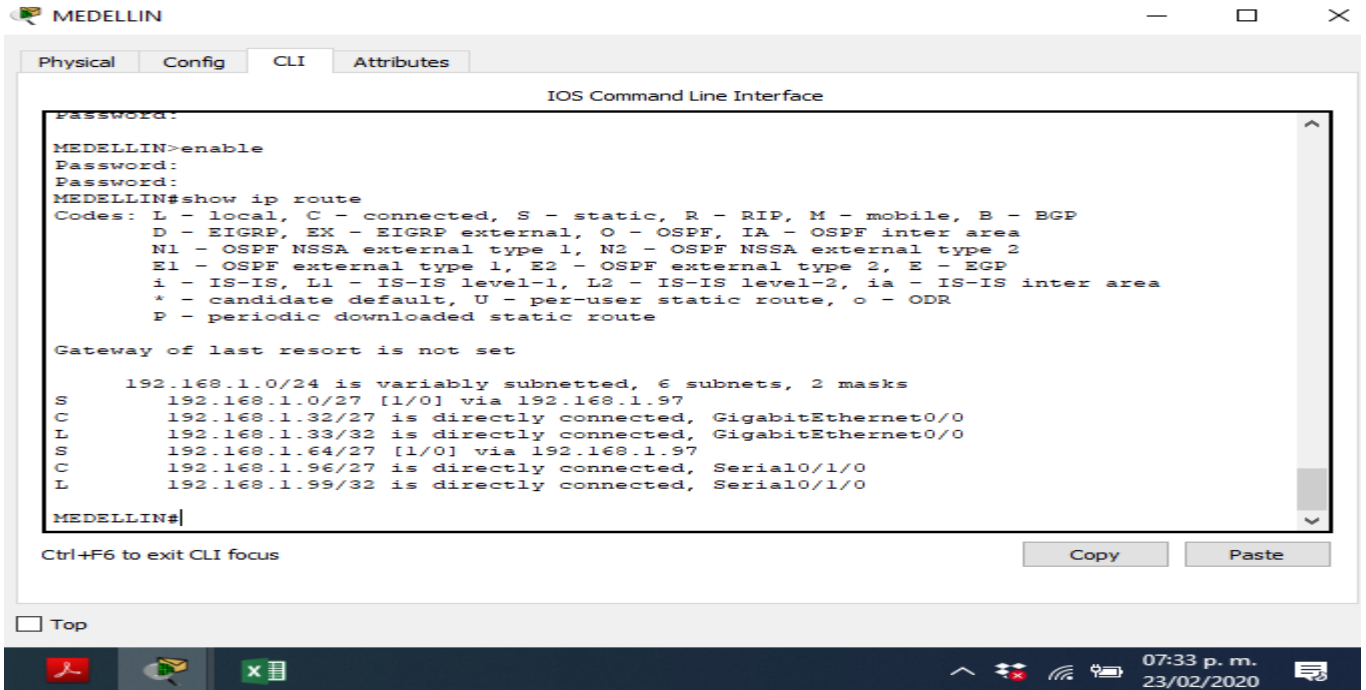 MEDELLIN
Physical Config CLI Attributes
IOS Command Line Interface
Password:
MEDELLIN>enable
Password:
Password:
MEDELLIN#show ip route
Codes: L - local, C - connected, S - static, R - RIP, M - mobile, B - BGP
D - EIGRP, EX - EIGRP external, O - OSPF, IA - OSPF inter area
N1 - OSPF NSSA external type 1, N2 - OSPF NSSA external type 2
E1 - OSPF external type 1, E2 - OSPF external type 2, E - EGP
i - IS-IS, L1 - IS-IS level-1, L2 - IS-IS level-2, ia - IS-IS inter area
* - candidate default, U - per-user static route, o - ODR
P - periodic downloaded static route
Gateway of last resort is not set
192.168.1.0/24 is variably subnetted, 6 subnets, 2 masks
S 192.168.1.0/27 [1/0] via 192.168.1.97
C 192.168.1.32/27 is directly connected, GigabitEthernet0/0
L 192.168.1.33/32 is directly connected, GigabitEthernet0/0
S 192.168.1.64/27 [1/0] via 192.168.1.97
C 192.168.1.96/27 is directly connected, Serial0/1/0
L 192.168.1.99/32 is directly connected, Serial0/1/0
MEDELLIN#
Ctrl+F6 to exit CLI focus
Copy Paste
Top
07:33 p. m.
23/02/2020